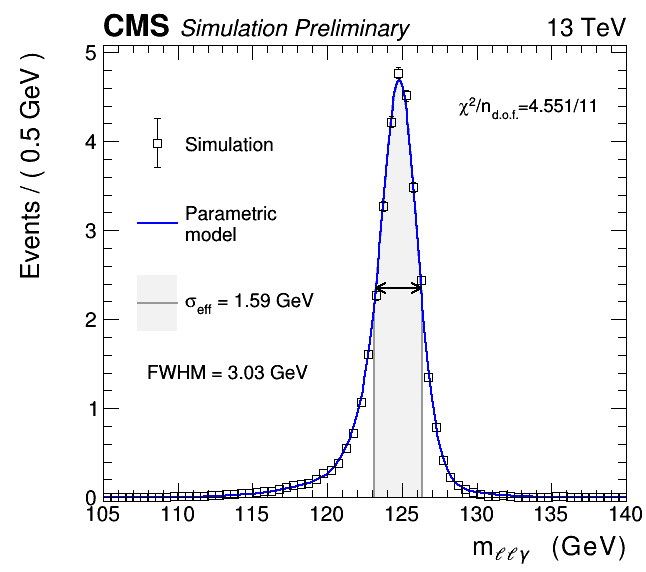 CMS Simulation Preliminary 13 TeV
Events / ( 0.5 GeV )
5
4
3
2
1
0
χ²/n_d.o.f.=4.551/11
Simulation
Parametric
model
σ_eff = 1.59 GeV
FWHM = 3.03 GeV
105 110 115 120 125 130 135 140
m_ℓℓγ (GeV)